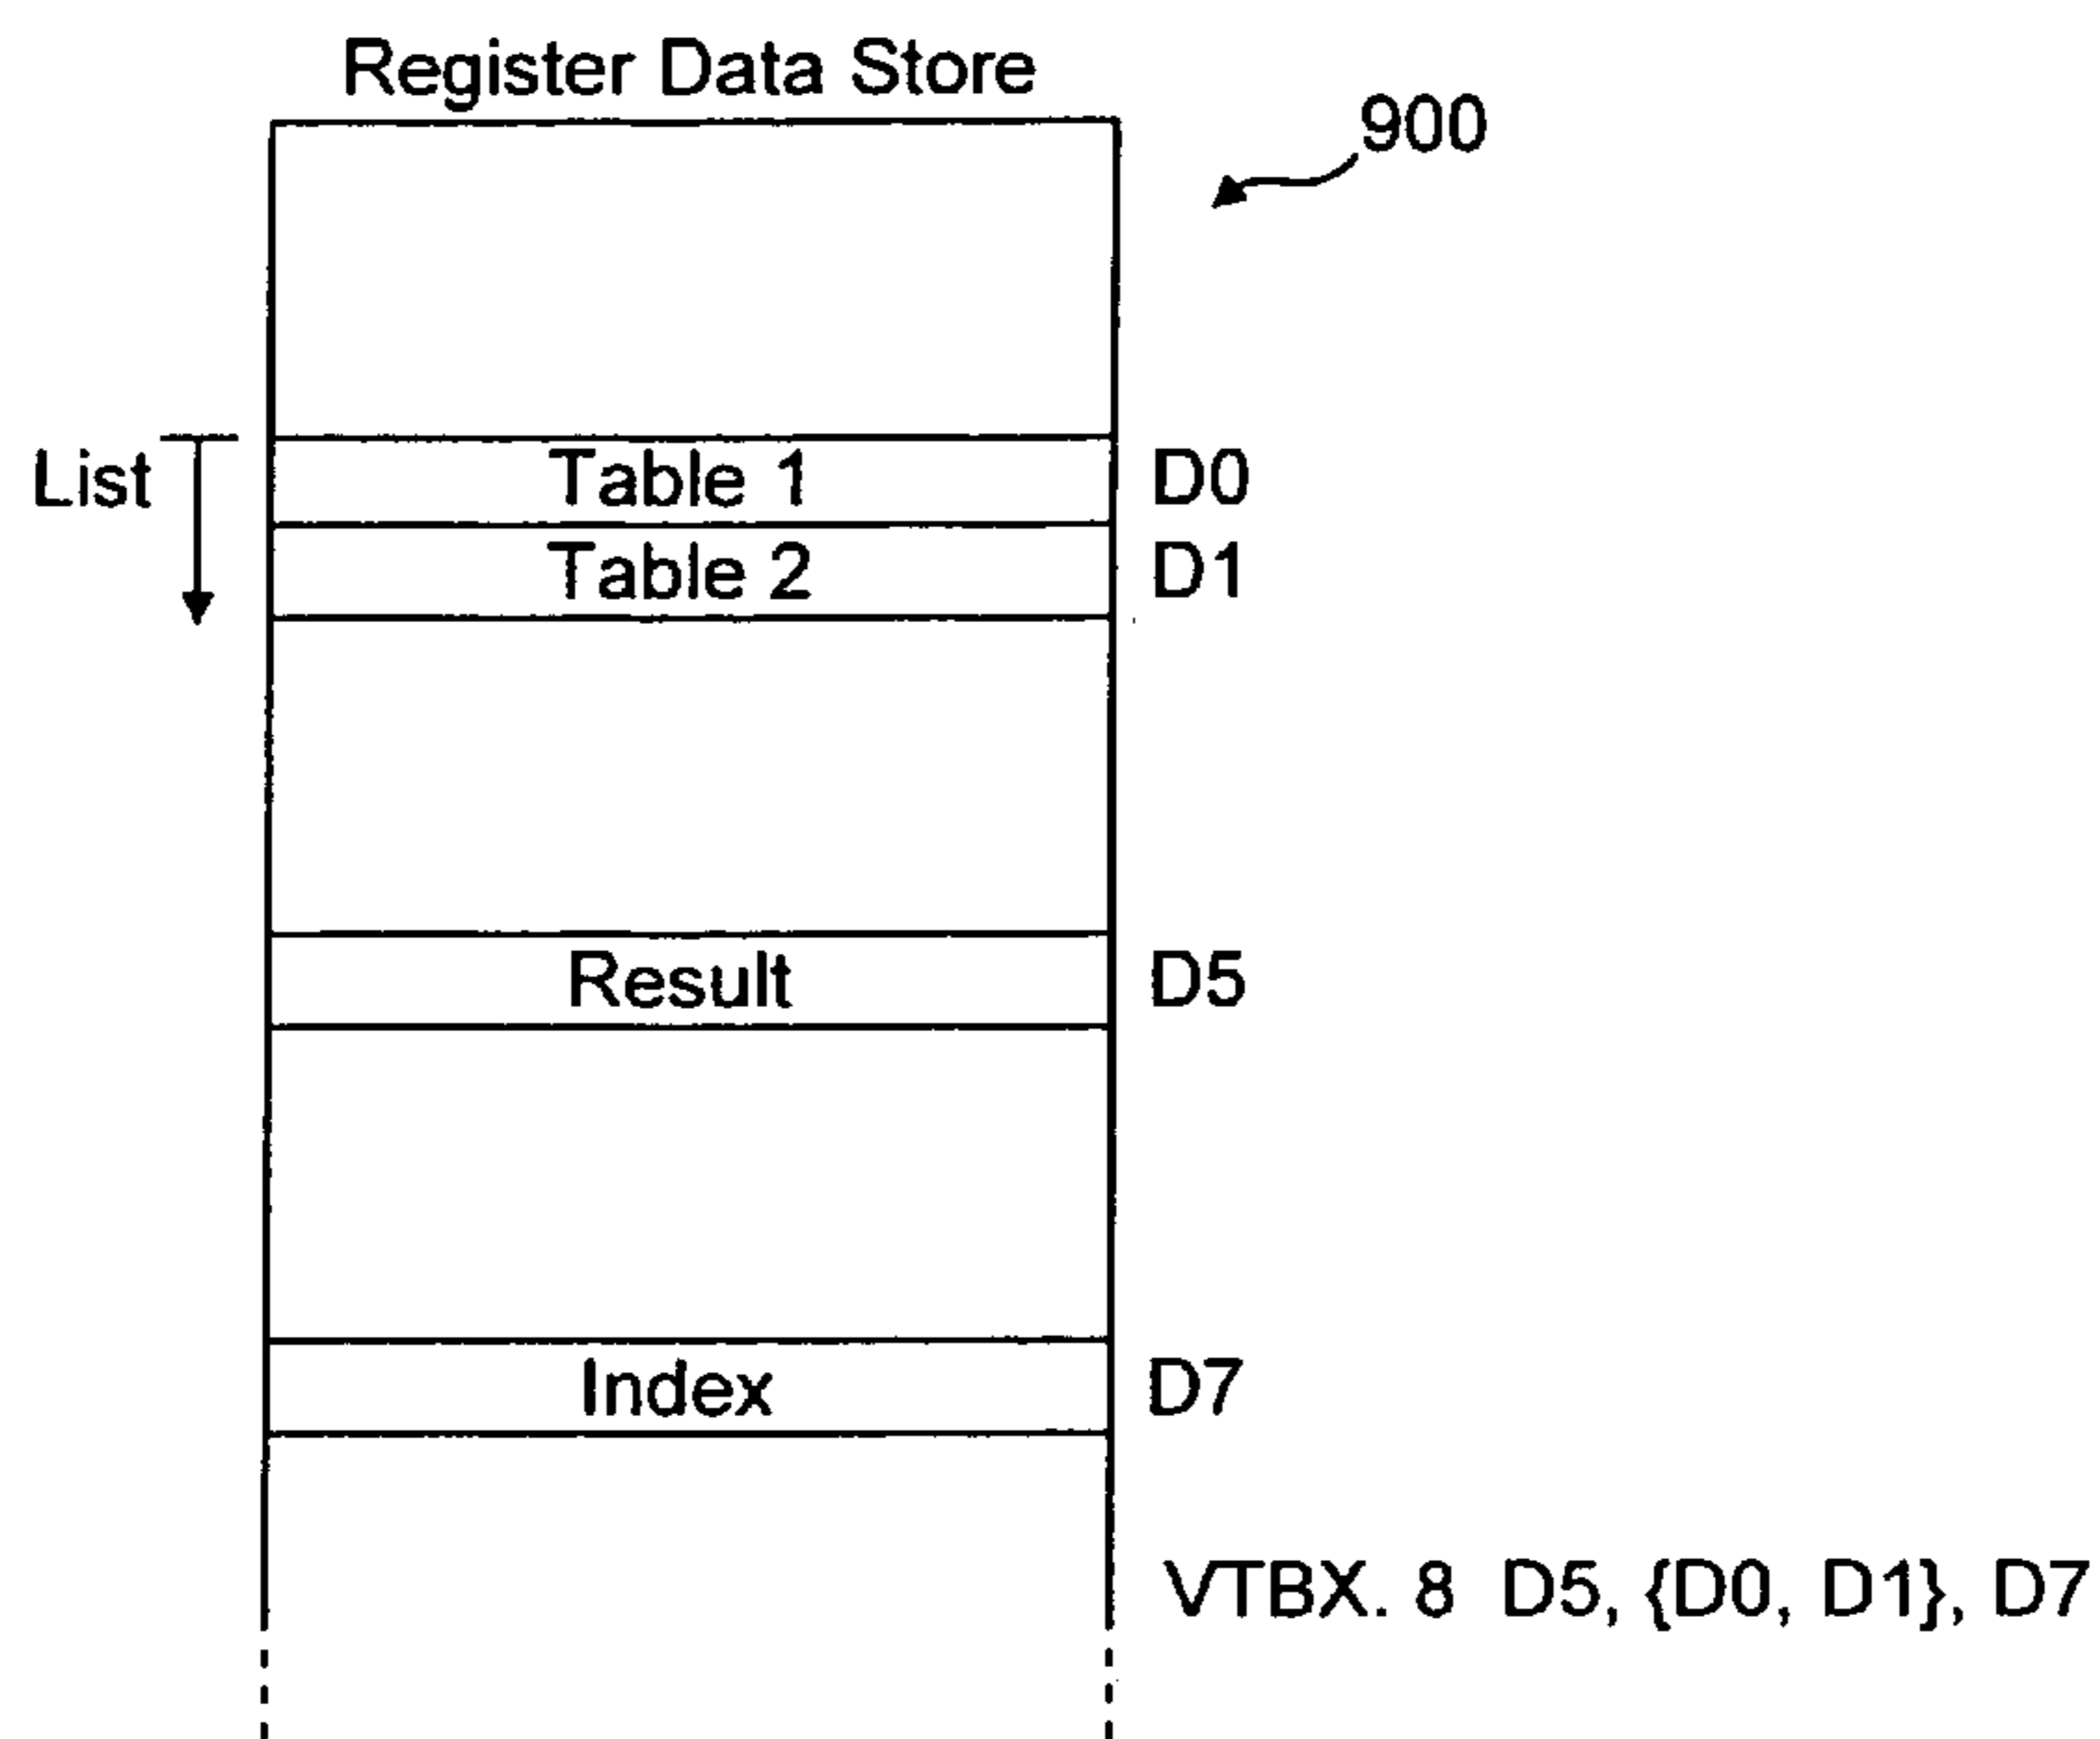 Register Data Store
900
List
Table 1 D0
Table 2 D1
Result D5
Index D7
VTBX. 8 D5, {D0, D1}, D7